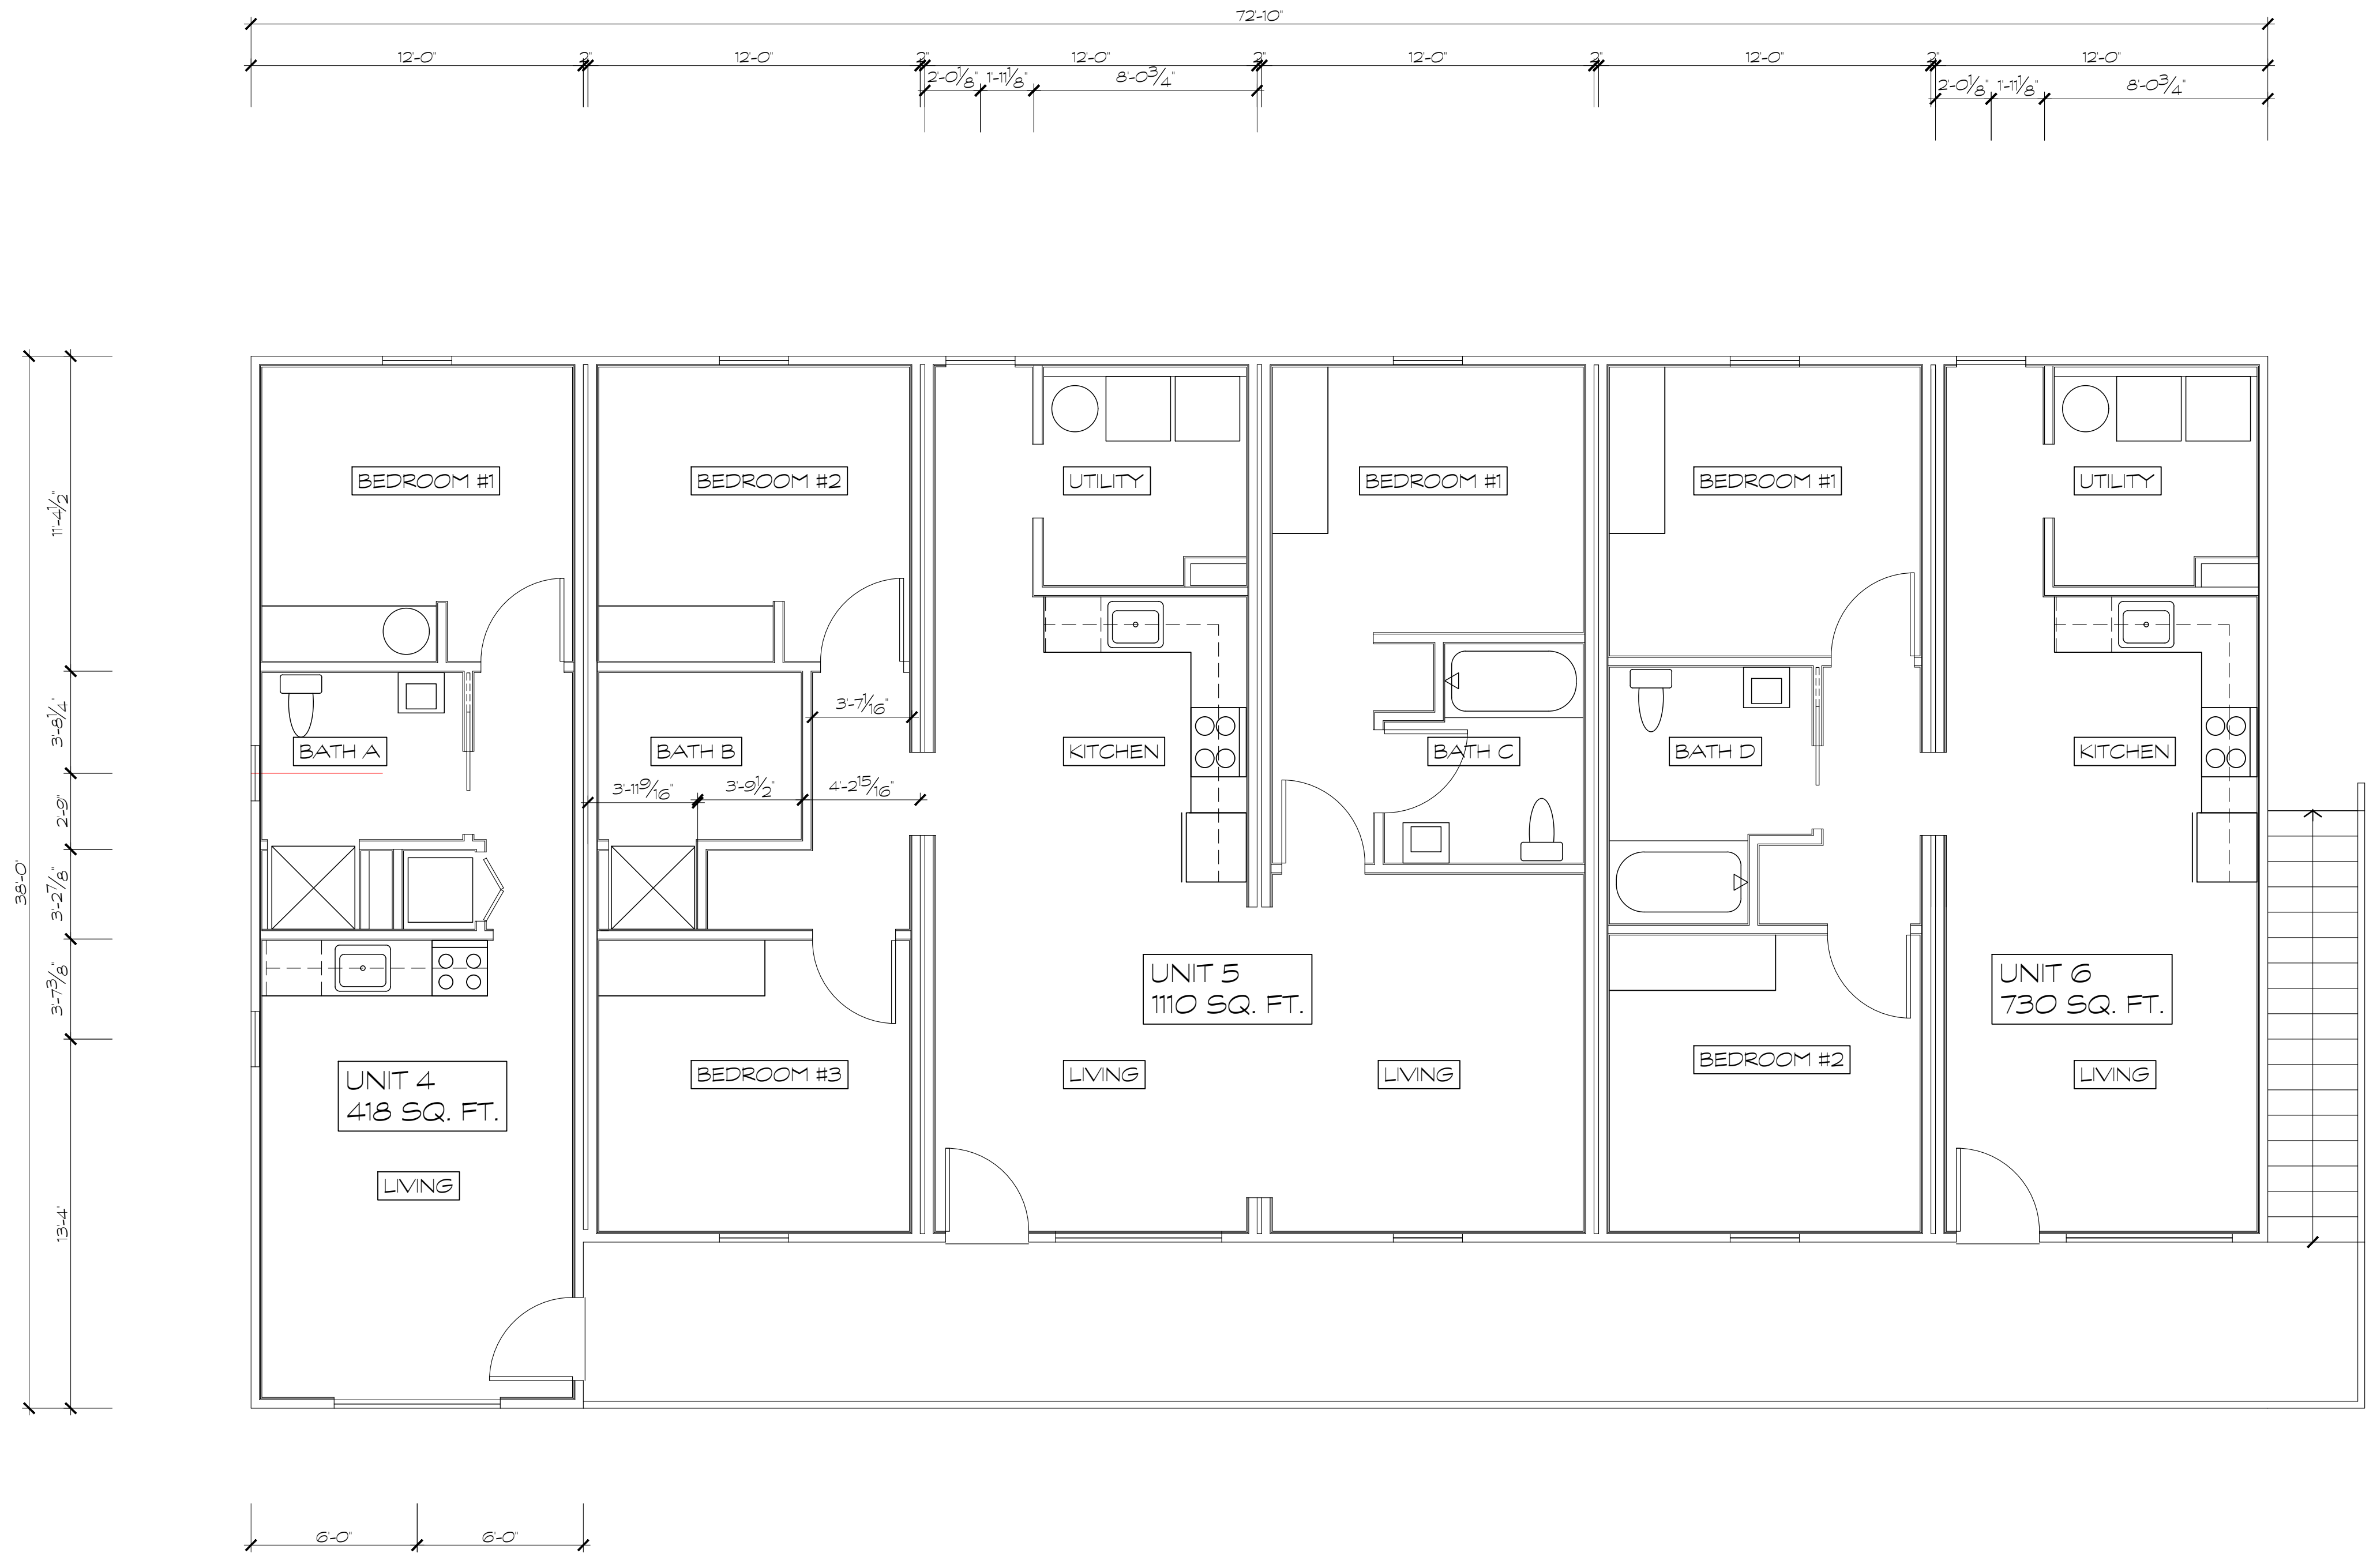 72'-10"
12'-0" 2" 12'-0" 2" 12'-0" 2" 12'-0" 2" 12'-0" 2" 12'-0"
2'-0 1/8" 1'-11 1/8" 8'-0 3/4" 2'-0 1/8" 1'-11 1/8" 8'-0 3/4"
38'-0"
11'-4 1/2"
3'-8 1/4"
2'-9"
3'-2 7/8"
3'-7 3/8"
13'-4"
BEDROOM #1 BEDROOM #2 UTILITY BEDROOM #1 BEDROOM #1 UTILITY
3'-7 1/16"
BATH A BATH B KITCHEN BATH C BATH D KITCHEN
3'-11 9/16" 3'-9 1/2" 4'-2 15/16"
UNIT 5
1110 SQ. FT.
UNIT 6
730 SQ. FT.
UNIT 4
418 SQ. FT.
BEDROOM #3 LIVING LIVING BEDROOM #2 LIVING
LIVING
6'-0" 6'-0"